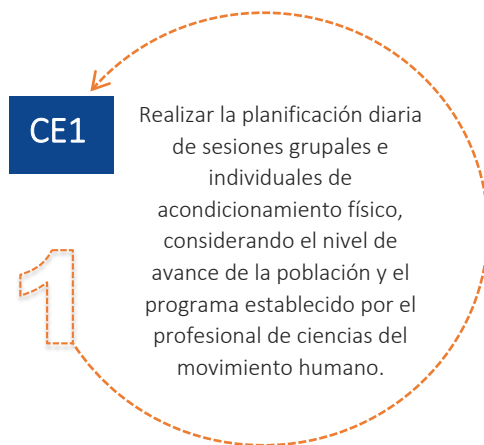 CE1
Realizar la planificación diaria
de sesiones grupales e
individuales de
acondicionamiento físico,
considerando el nivel de
avance de la población y el
programa establecido por el
profesional de ciencias del
movimiento humano.
1